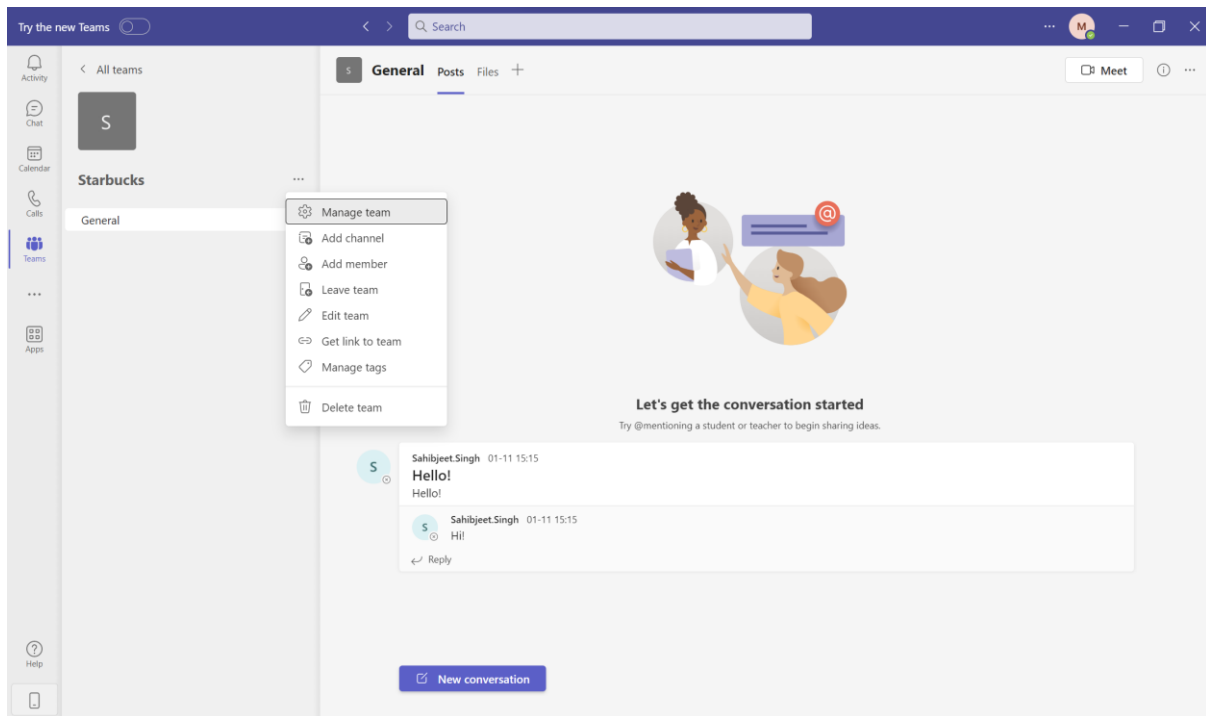 Try the new Teams
Search
M
Activity
Chat
Calendar
Calls
Teams
Apps
Help
All teams
S
Starbucks
General
Manage team
Add channel
Add member
Leave team
Edit team
Get link to team
Manage tags
Delete team
S General Posts Files
Meet
@
Let's get the conversation started
Try @mentioning a student or teacher to begin sharing ideas.
S
Sahibjeet.Singh 01-11 15:15
Hello!
Hello!
S
Sahibjeet.Singh 01-11 15:15
Hi!
Reply
New conversation